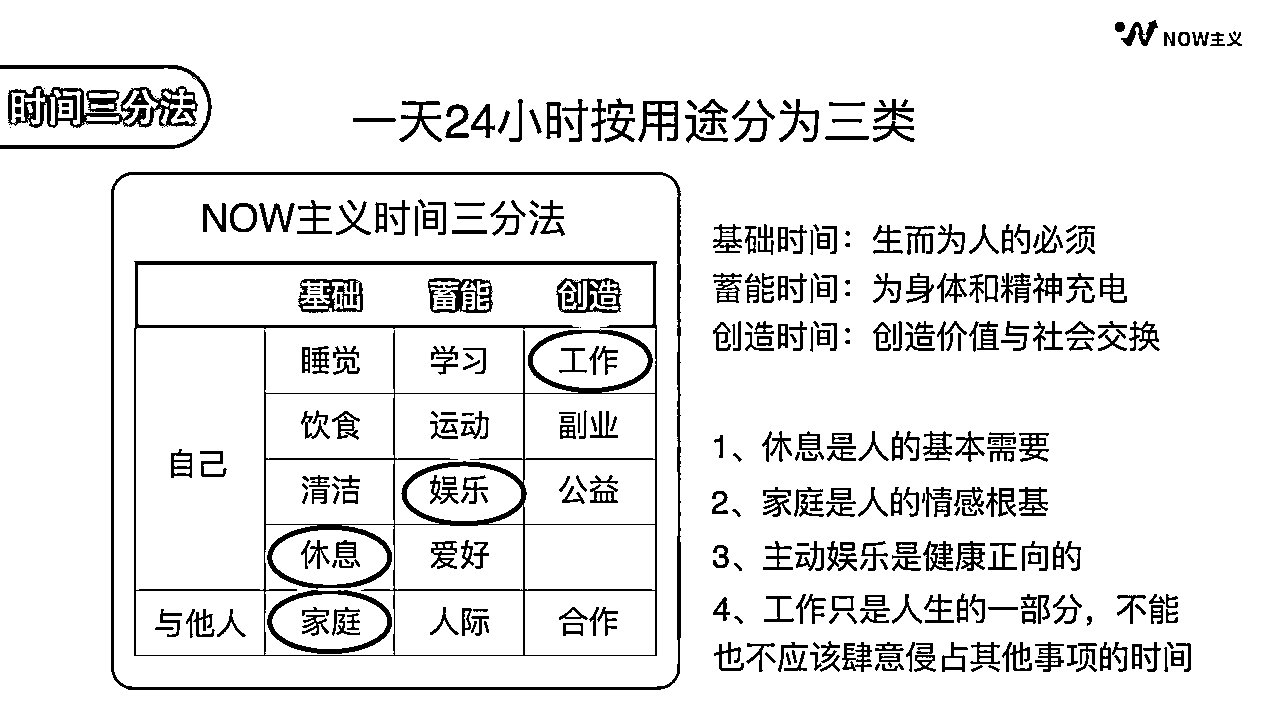 NOW主义
时间三分法
一天24小时按用途分为三类
NOW主义时间三分法
基础 蓄能 创造
自己
睡觉 学习 工作
饮食 运动 副业
清洁 娱乐 公益
休息 爱好
与他人 家庭 人际 合作
基础时间：生而为人的必须
蓄能时间：为身体和精神充电
创造时间：创造价值与社会交换
1、休息是人的基本需要
2、家庭是人的情感根基
3、主动娱乐是健康正向的
4、工作只是人生的一部分，不能
也不应该肆意侵占其他事项的时间